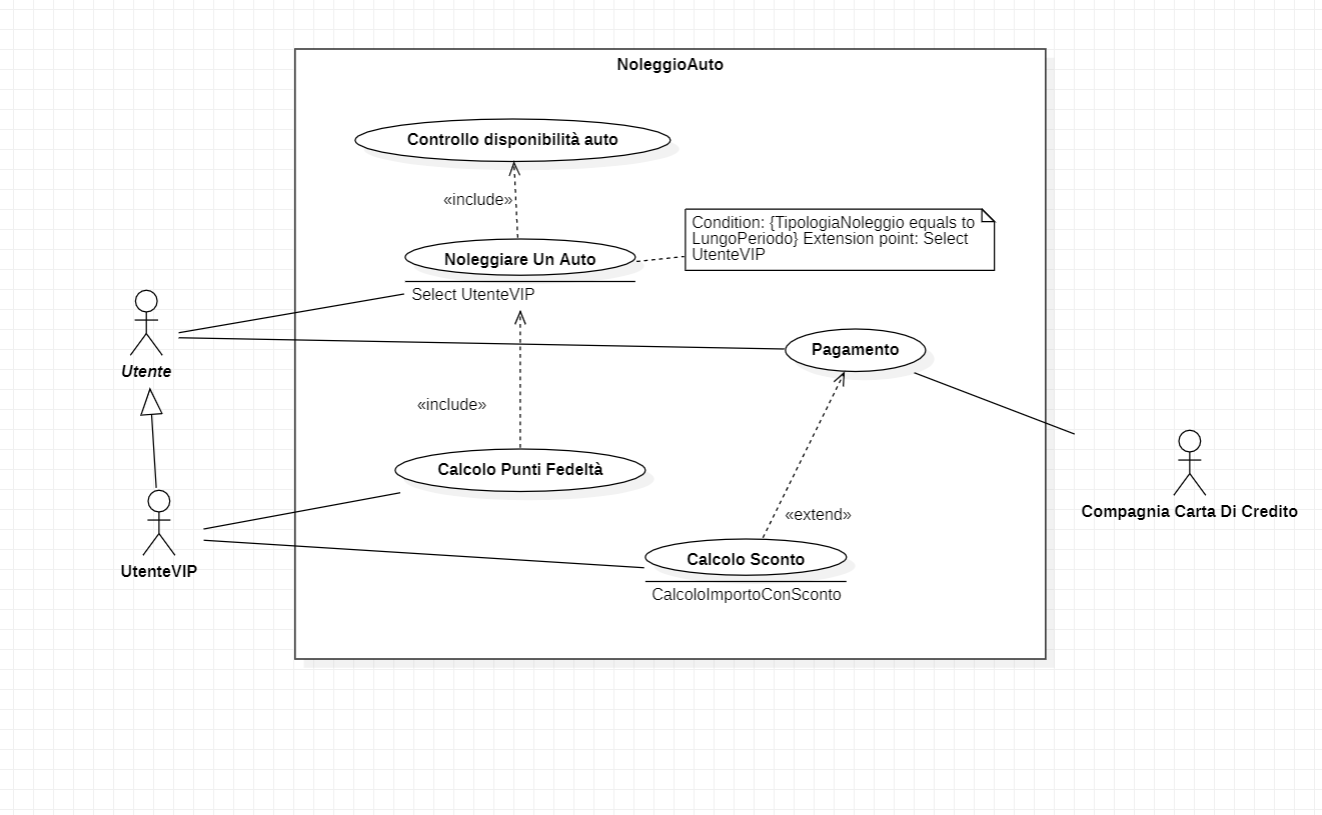 NoleggioAuto
Controllo disponibilità auto
«include»
Condition: {TipologiaNoleggio equals to
LungoPeriodo} Extension point: Select
UtenteVIP
Noleggiare Un Auto
Select UtenteVIP
Utente
Pagamento
«include»
Calcolo Punti Fedeltà
Compagnia Carta Di Credito
«extend»
Calcolo Sconto
UtenteVIP
CalcoloImportoConSconto